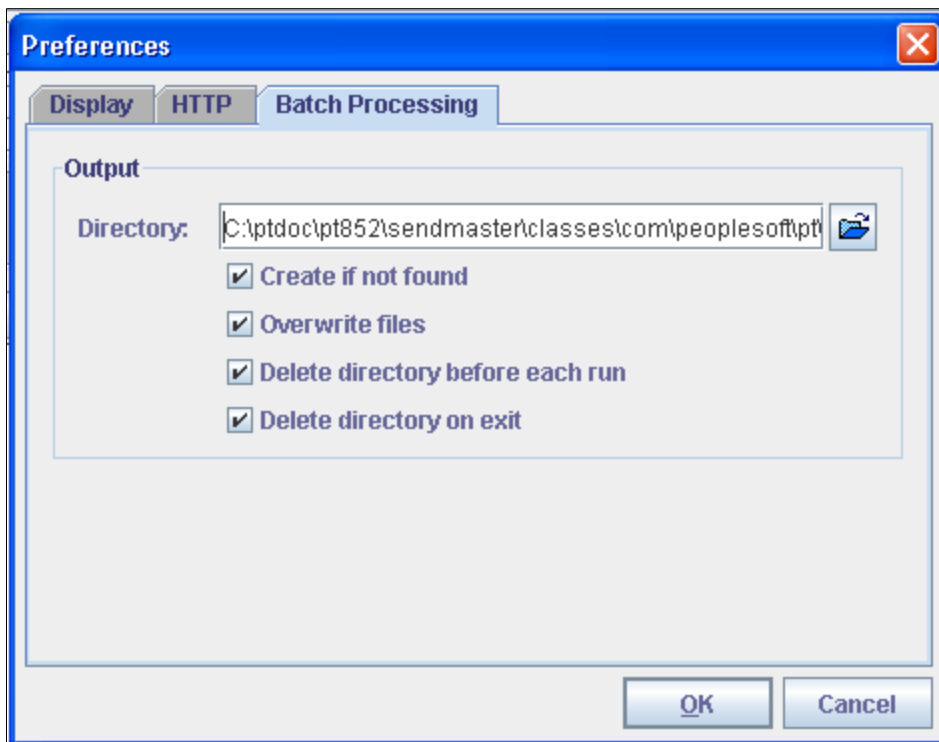 Preferences
Display HTTP Batch Processing
Output
Directory: C:\ptdoc\pt852\sendmaster\classes\com\peoplesoft\pt\
Create if not found
Overwrite files
Delete directory before each run
Delete directory on exit
OK Cancel